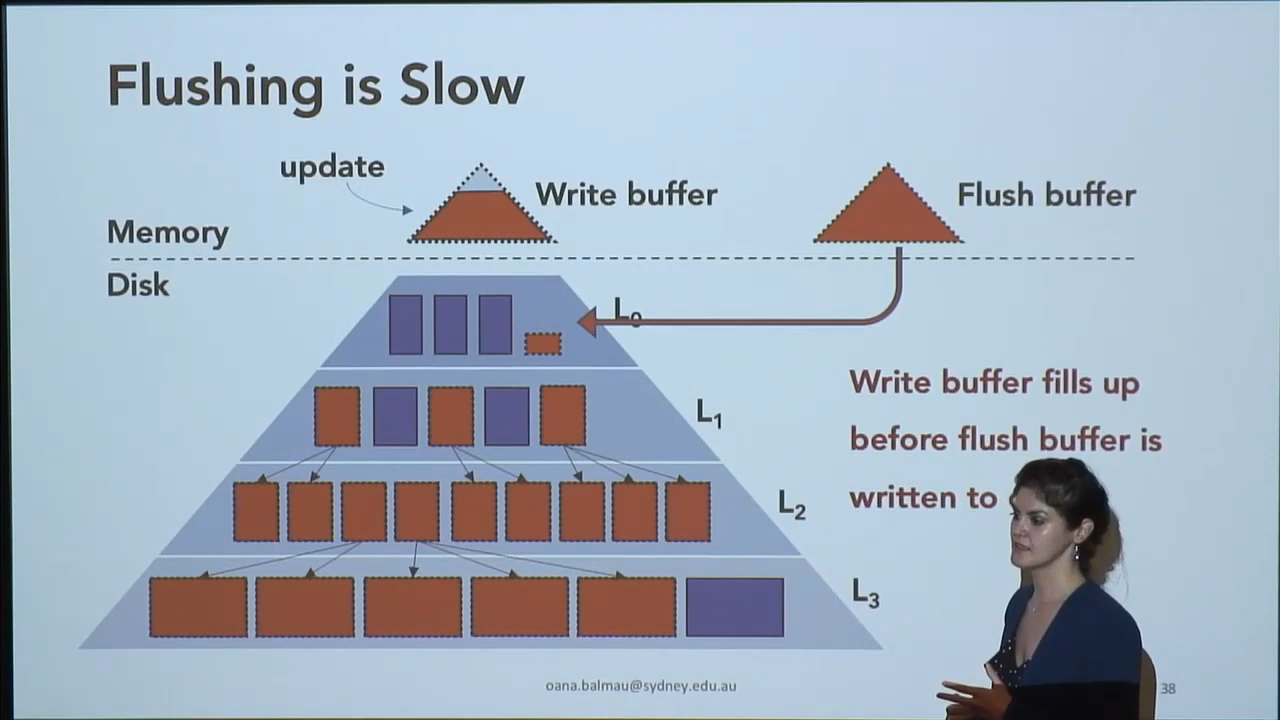 Flushing is Slow
update
Write buffer
Flush buffer
Memory
Disk
L0
Write buffer fills up
L1
before flush buffer is
written to
L2
L3
oana.balmau@sydney.edu.au
38